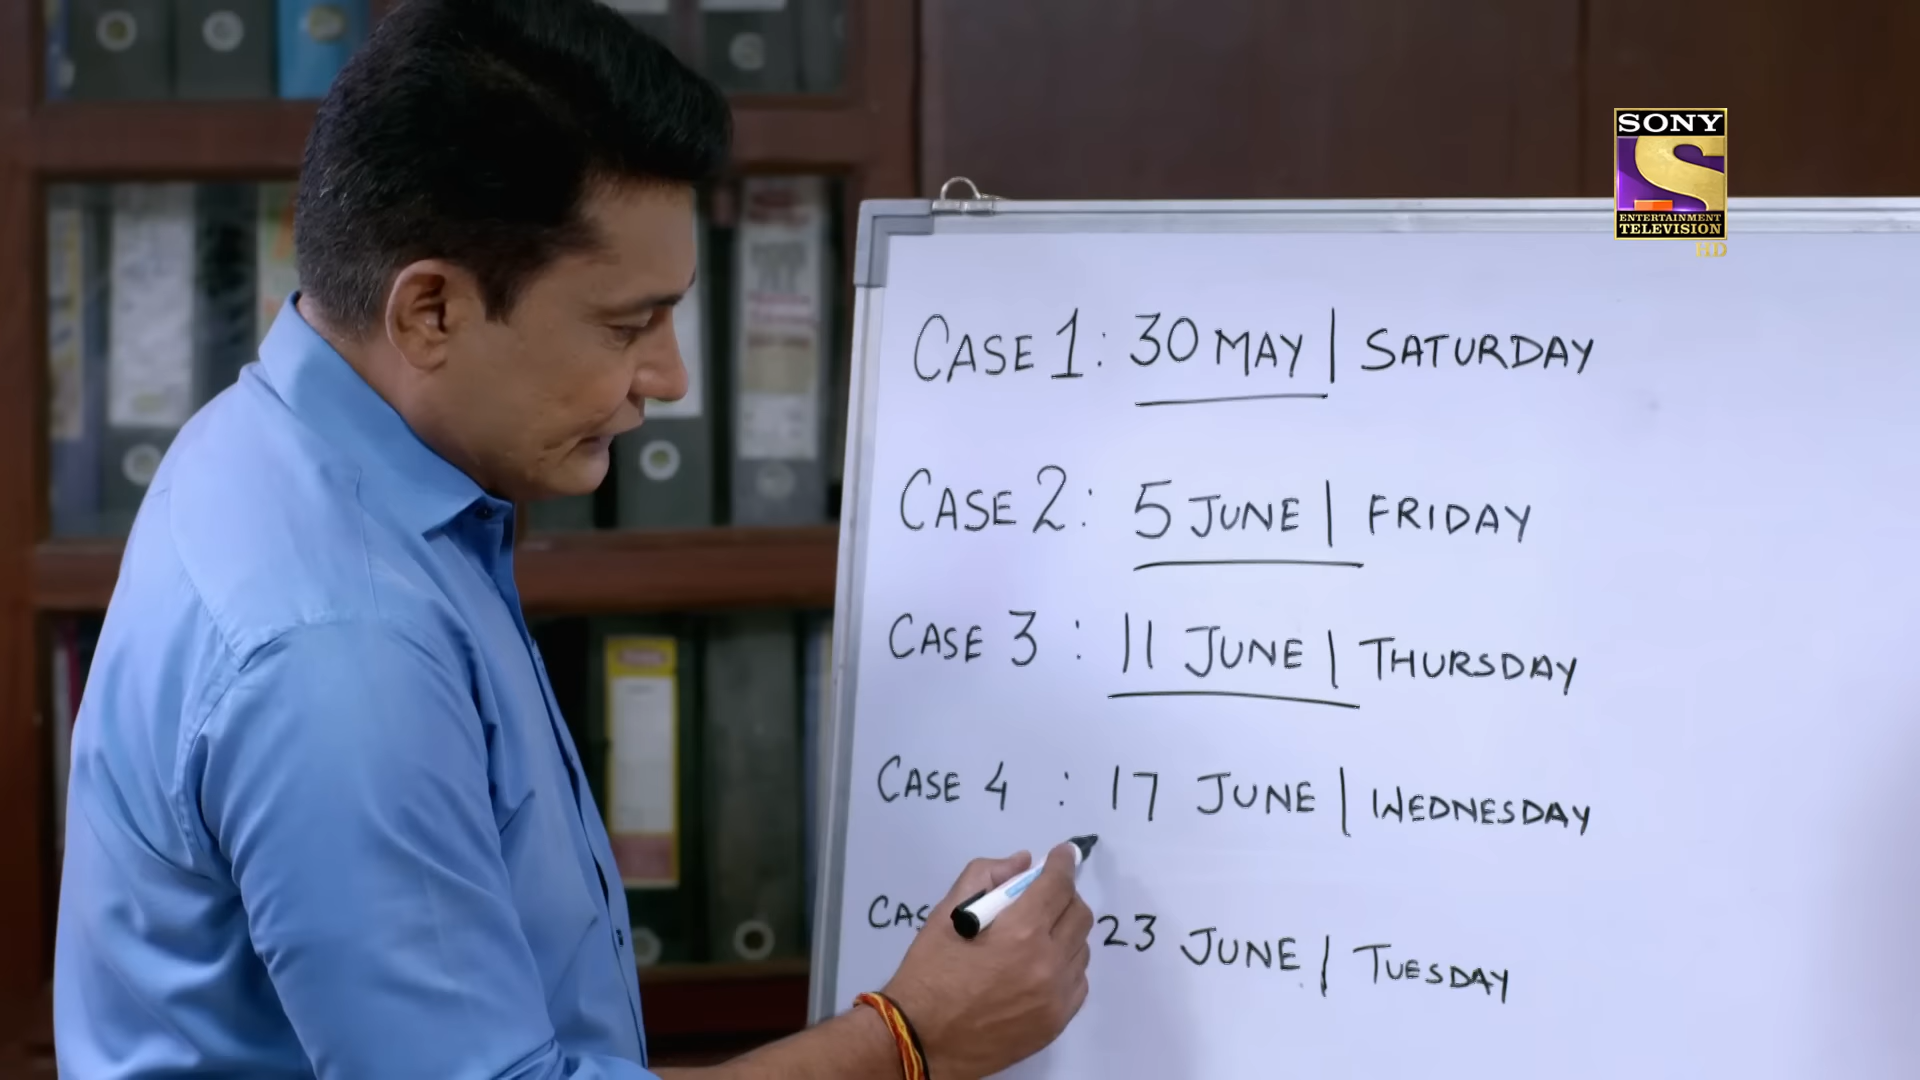 SONY
ENTERTAINMENT
TELEVISION
HD
CASE 1: 30 MAY | SATURDAY
CASE 2: 5 JUNE | FRIDAY
CASE 3 : 11 JUNE | THURSDAY
CASE 4 : 17 JUNE | WEDNESDAY
CAS 23 JUNE | TUESDAY